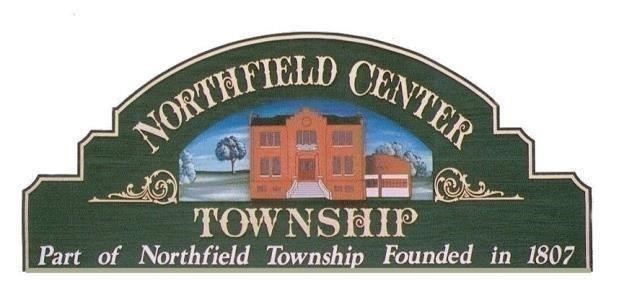 NORTHFIELD CENTER
TOWNSHIP
Part of Northfield Township Founded in 1807